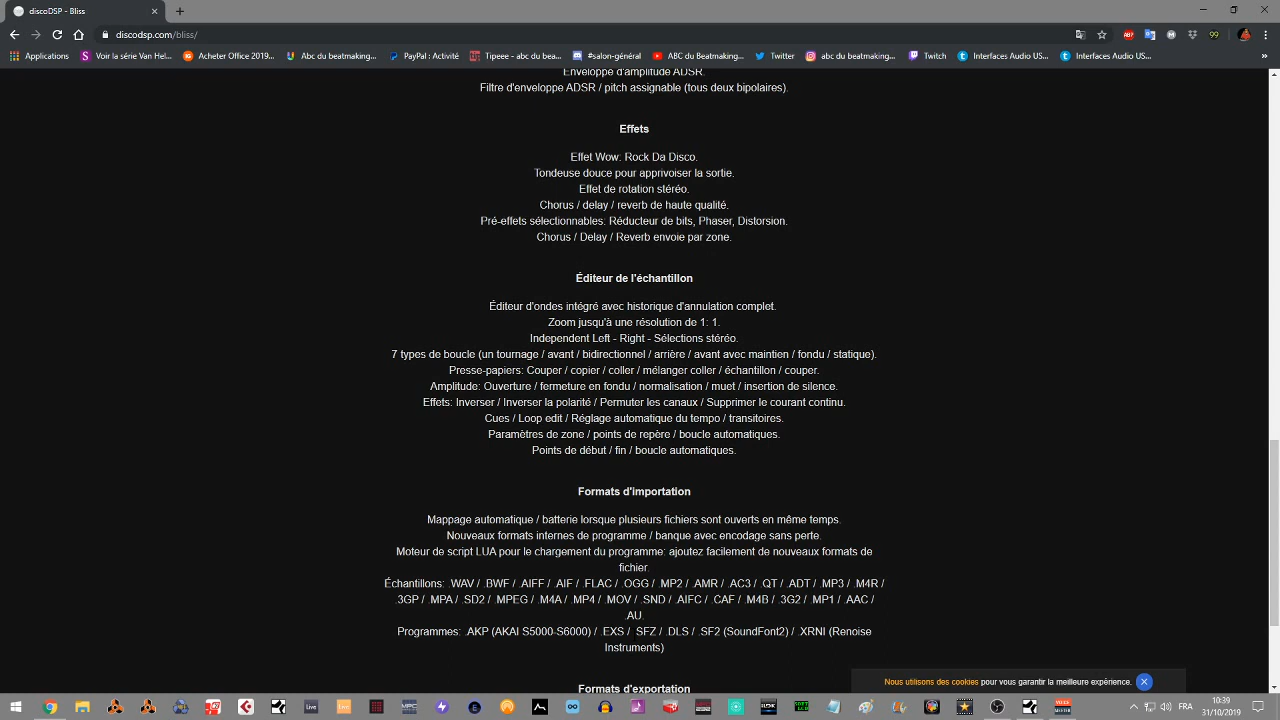 discoDSP - Bliss
discodsp.com/bliss/
99
Applications
Voir la série Van Hel...
Acheter Office 2019...
Abc du beatmaking...
PayPal : Activité
Tipeee - abc du bea...
#salon-général
ABC du Beatmaking...
Twitter
abc du beatmaking...
Twitch
Interfaces Audio US...
Interfaces Audio US...
Enveloppe d'amplitude ADSR.
Filtre d'enveloppe ADSR / pitch assignable (tous deux bipolaires).
Effets
Effet Wow: Rock Da Disco.
Tondeuse douce pour apprivoiser la sortie.
Effet de rotation stéréo.
Chorus / delay / reverb de haute qualité.
Pré-effets sélectionnables: Réducteur de bits, Phaser, Distorsion.
Chorus / Delay / Reverb envoie par zone.
Éditeur de l'échantillon
Éditeur d'ondes intégré avec historique d'annulation complet.
Zoom jusqu'à une résolution de 1: 1.
Independent Left - Right - Sélections stéréo.
7 types de boucle (un tournage / avant / bidirectionnel / arrière / avant avec maintien / fondu / statique).
Presse-papiers: Couper / copier / coller / mélanger coller / échantillon / couper.
Amplitude: Ouverture / fermeture en fondu / normalisation / muet / insertion de silence.
Effets: Inverser / Inverser la polarité / Permuter les canaux / Supprimer le courant continu.
Cues / Loop edit / Réglage automatique du tempo / transitoires.
Paramètres de zone / points de repère / boucle automatiques.
Points de début / fin / boucle automatiques.
Formats d'importation
Mappage automatique / batterie lorsque plusieurs fichiers sont ouverts en même temps.
Nouveaux formats internes de programme / banque avec encodage sans perte.
Moteur de script LUA pour le chargement du programme: ajoutez facilement de nouveaux formats de
fichier.
Échantillons: .WAV / .BWF / .AIFF / .AIF / .FLAC / .OGG / .MP2 / .AMR / .AC3 / .QT / .ADT / .MP3 / .M4R /
.3GP / .MPA / .SD2 / .MPEG / .M4A / .MP4 / .MOV / .SND / .AIFC / .CAF / .M4B / .3G2 / .MP1 / .AAC /
.AU.
Programmes: .AKP (AKAI S5000-S6000) / .EXS / .SFZ / .DLS / .SF2 (SoundFont2) / .XRNI (Renoise
Instruments)
Formats d'exportation
Nous utilisons des cookies pour vous garantir la meilleure expérience.
Live
Live
MPC
FRA
10:39
31/10/2019